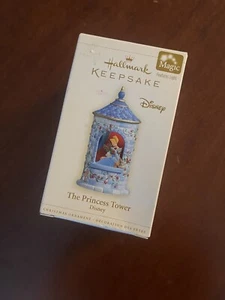 Hallmark
KEEPSAKE
Magic
Disney
The Princess Tower
Disney